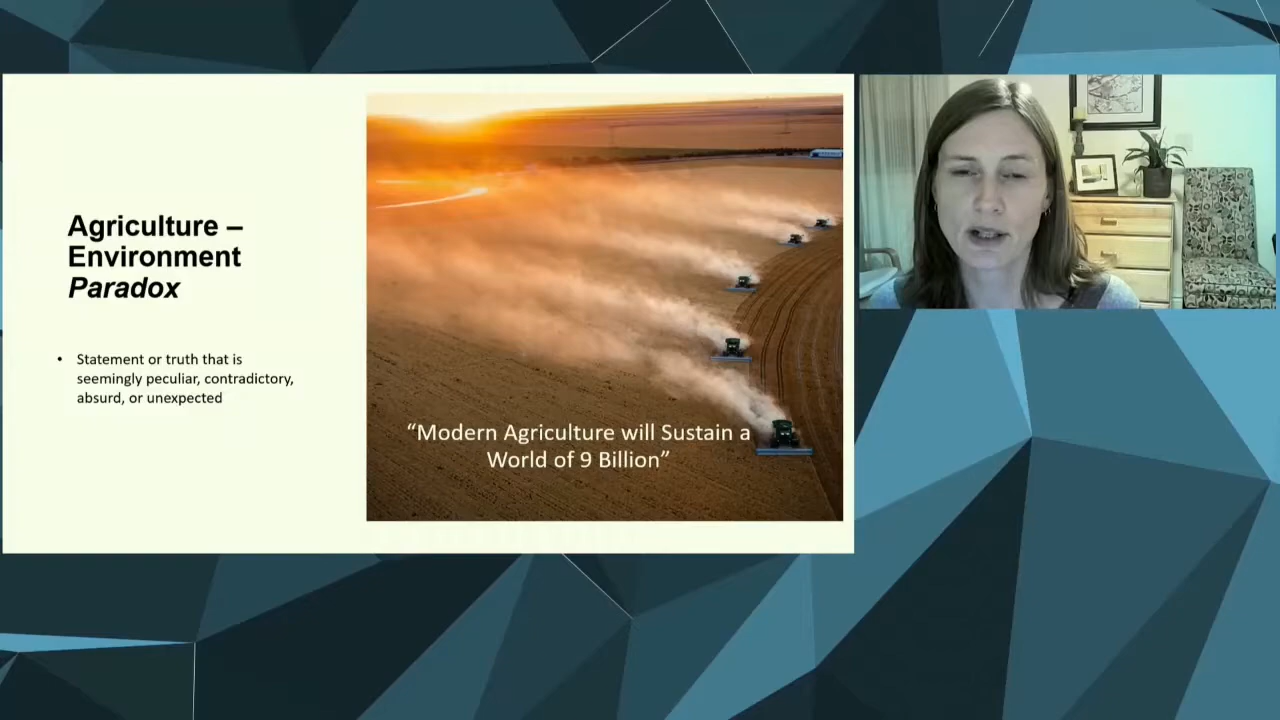 Agriculture –
Environment
Paradox
• Statement or truth that is
seemingly peculiar, contradictory,
absurd, or unexpected
“Modern Agriculture will Sustain a
World of 9 Billion”